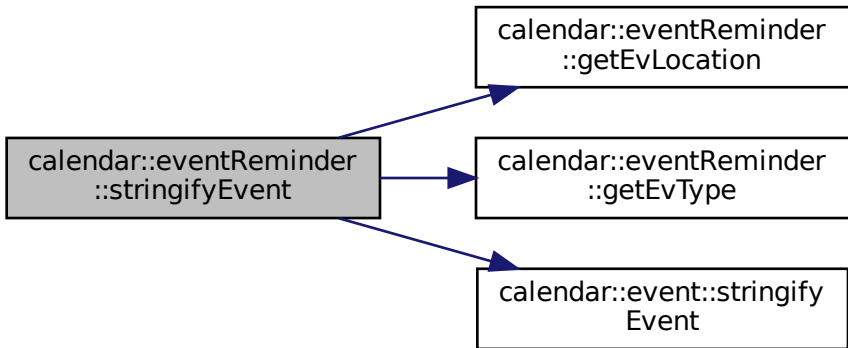 calendar::eventReminder
::getEvLocation
calendar::eventReminder
::stringifyEvent
calendar::eventReminder
::getEvType
calendar::event::stringify
Event